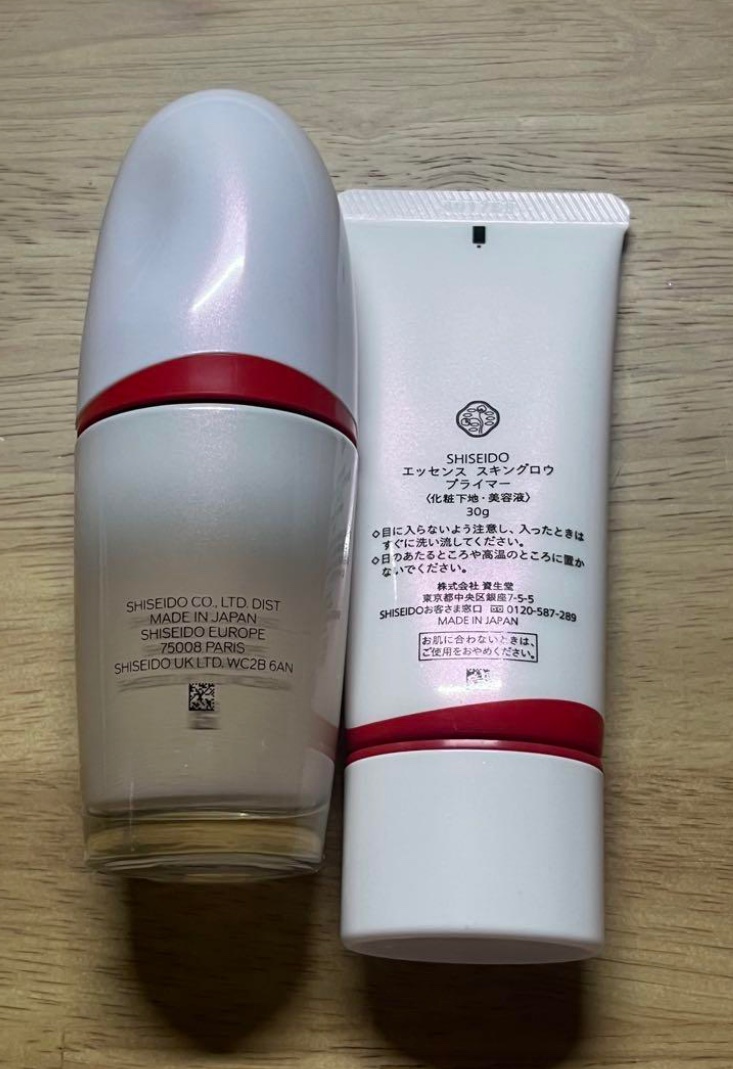 SHISEIDO CO., LTD. DIST
MADE IN JAPAN
SHISEIDO EUROPE
75008 PARIS
SHISEIDO UK LTD. WC2B 6AN
SHISEIDO
エッセンス スキングロウ
プライマー
〈化粧下地・美容液〉
30g
◇目に入らないよう注意し、入ったときは
すぐに洗い流してください。
◇日のあたるところや高温のところに置か
ないでください。
株式会社 資生堂
東京都中央区銀座7-5-5
SHISEIDOお客さま窓口 0120-587-289
MADE IN JAPAN
お肌に合わないときは、
ご使用をおやめください。